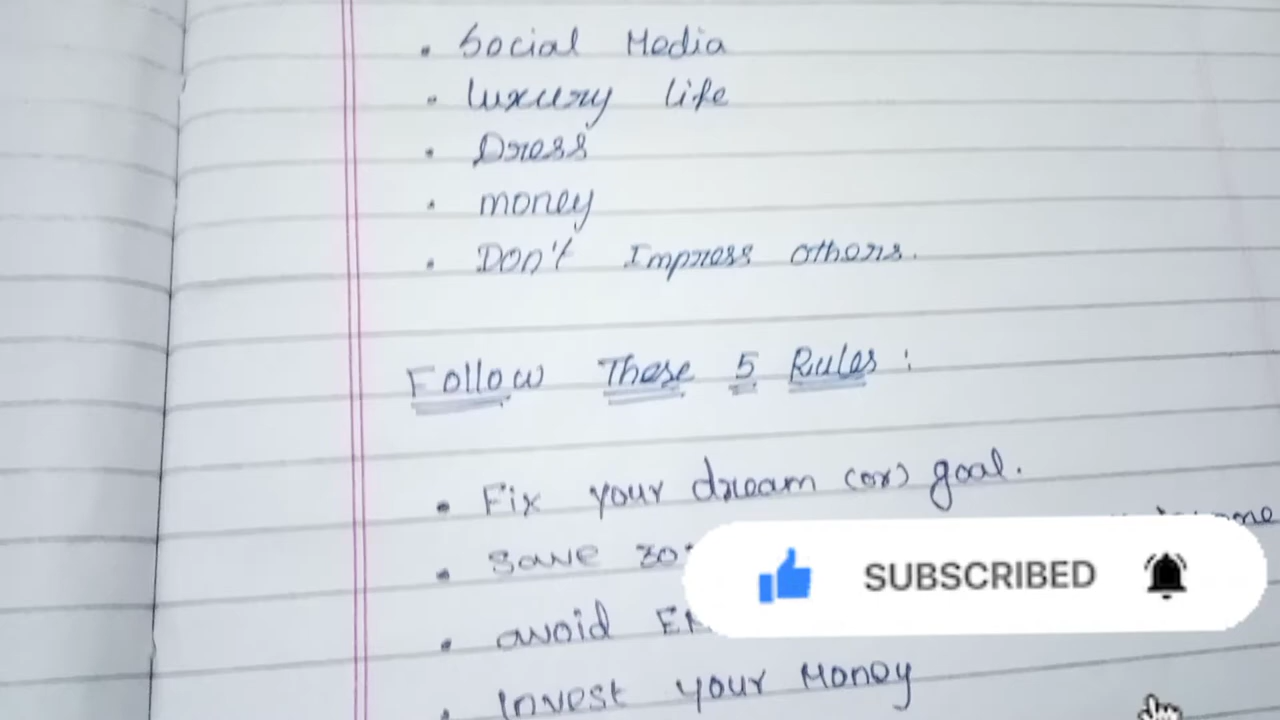 • Social Media
• luxury life
• Dress
• money
• Don't Impress others.
Follow These 5 Rules :
• Fix your dream (or) goal.
• Save
SUBSCRIBED
• avoid
• Invest your Money